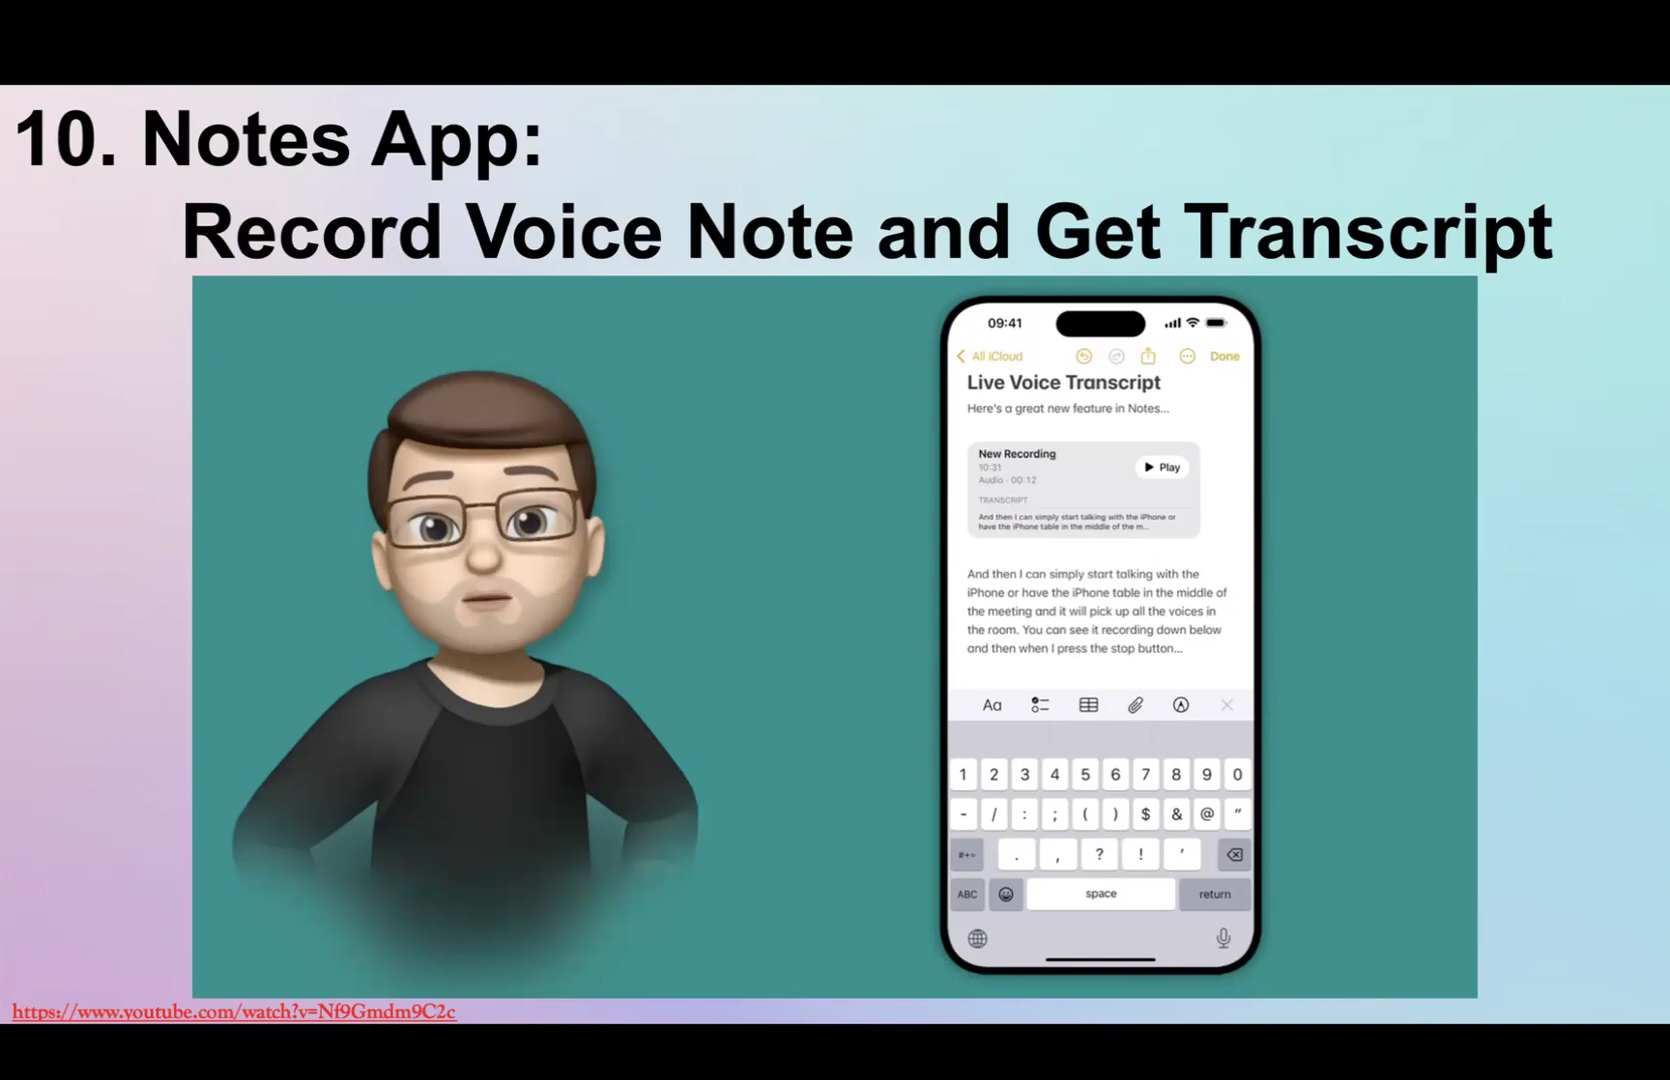 10. Notes App:
Record Voice Note and Get Transcript
09:41
All iCloud
Done
Live Voice Transcript
Here's a great new feature in Notes...
New Recording
10:31
Audio · 00:12
Play
TRANSCRIPT
And then I can simply start talking with the iPhone or
have the iPhone table in the middle of the m...
And then I can simply start talking with the
iPhone or have the iPhone table in the middle of
the meeting and it will pick up all the voices in
the room. You can see it recording down below
and then when I press the stop button...
Aa
1 2 3 4 5 6 7 8 9 0
- / : ; ( ) $ & @ "
#+= . , ? ! '
ABC space return
https://www.youtube.com/watch?v=Nf9Gmdm9C2c